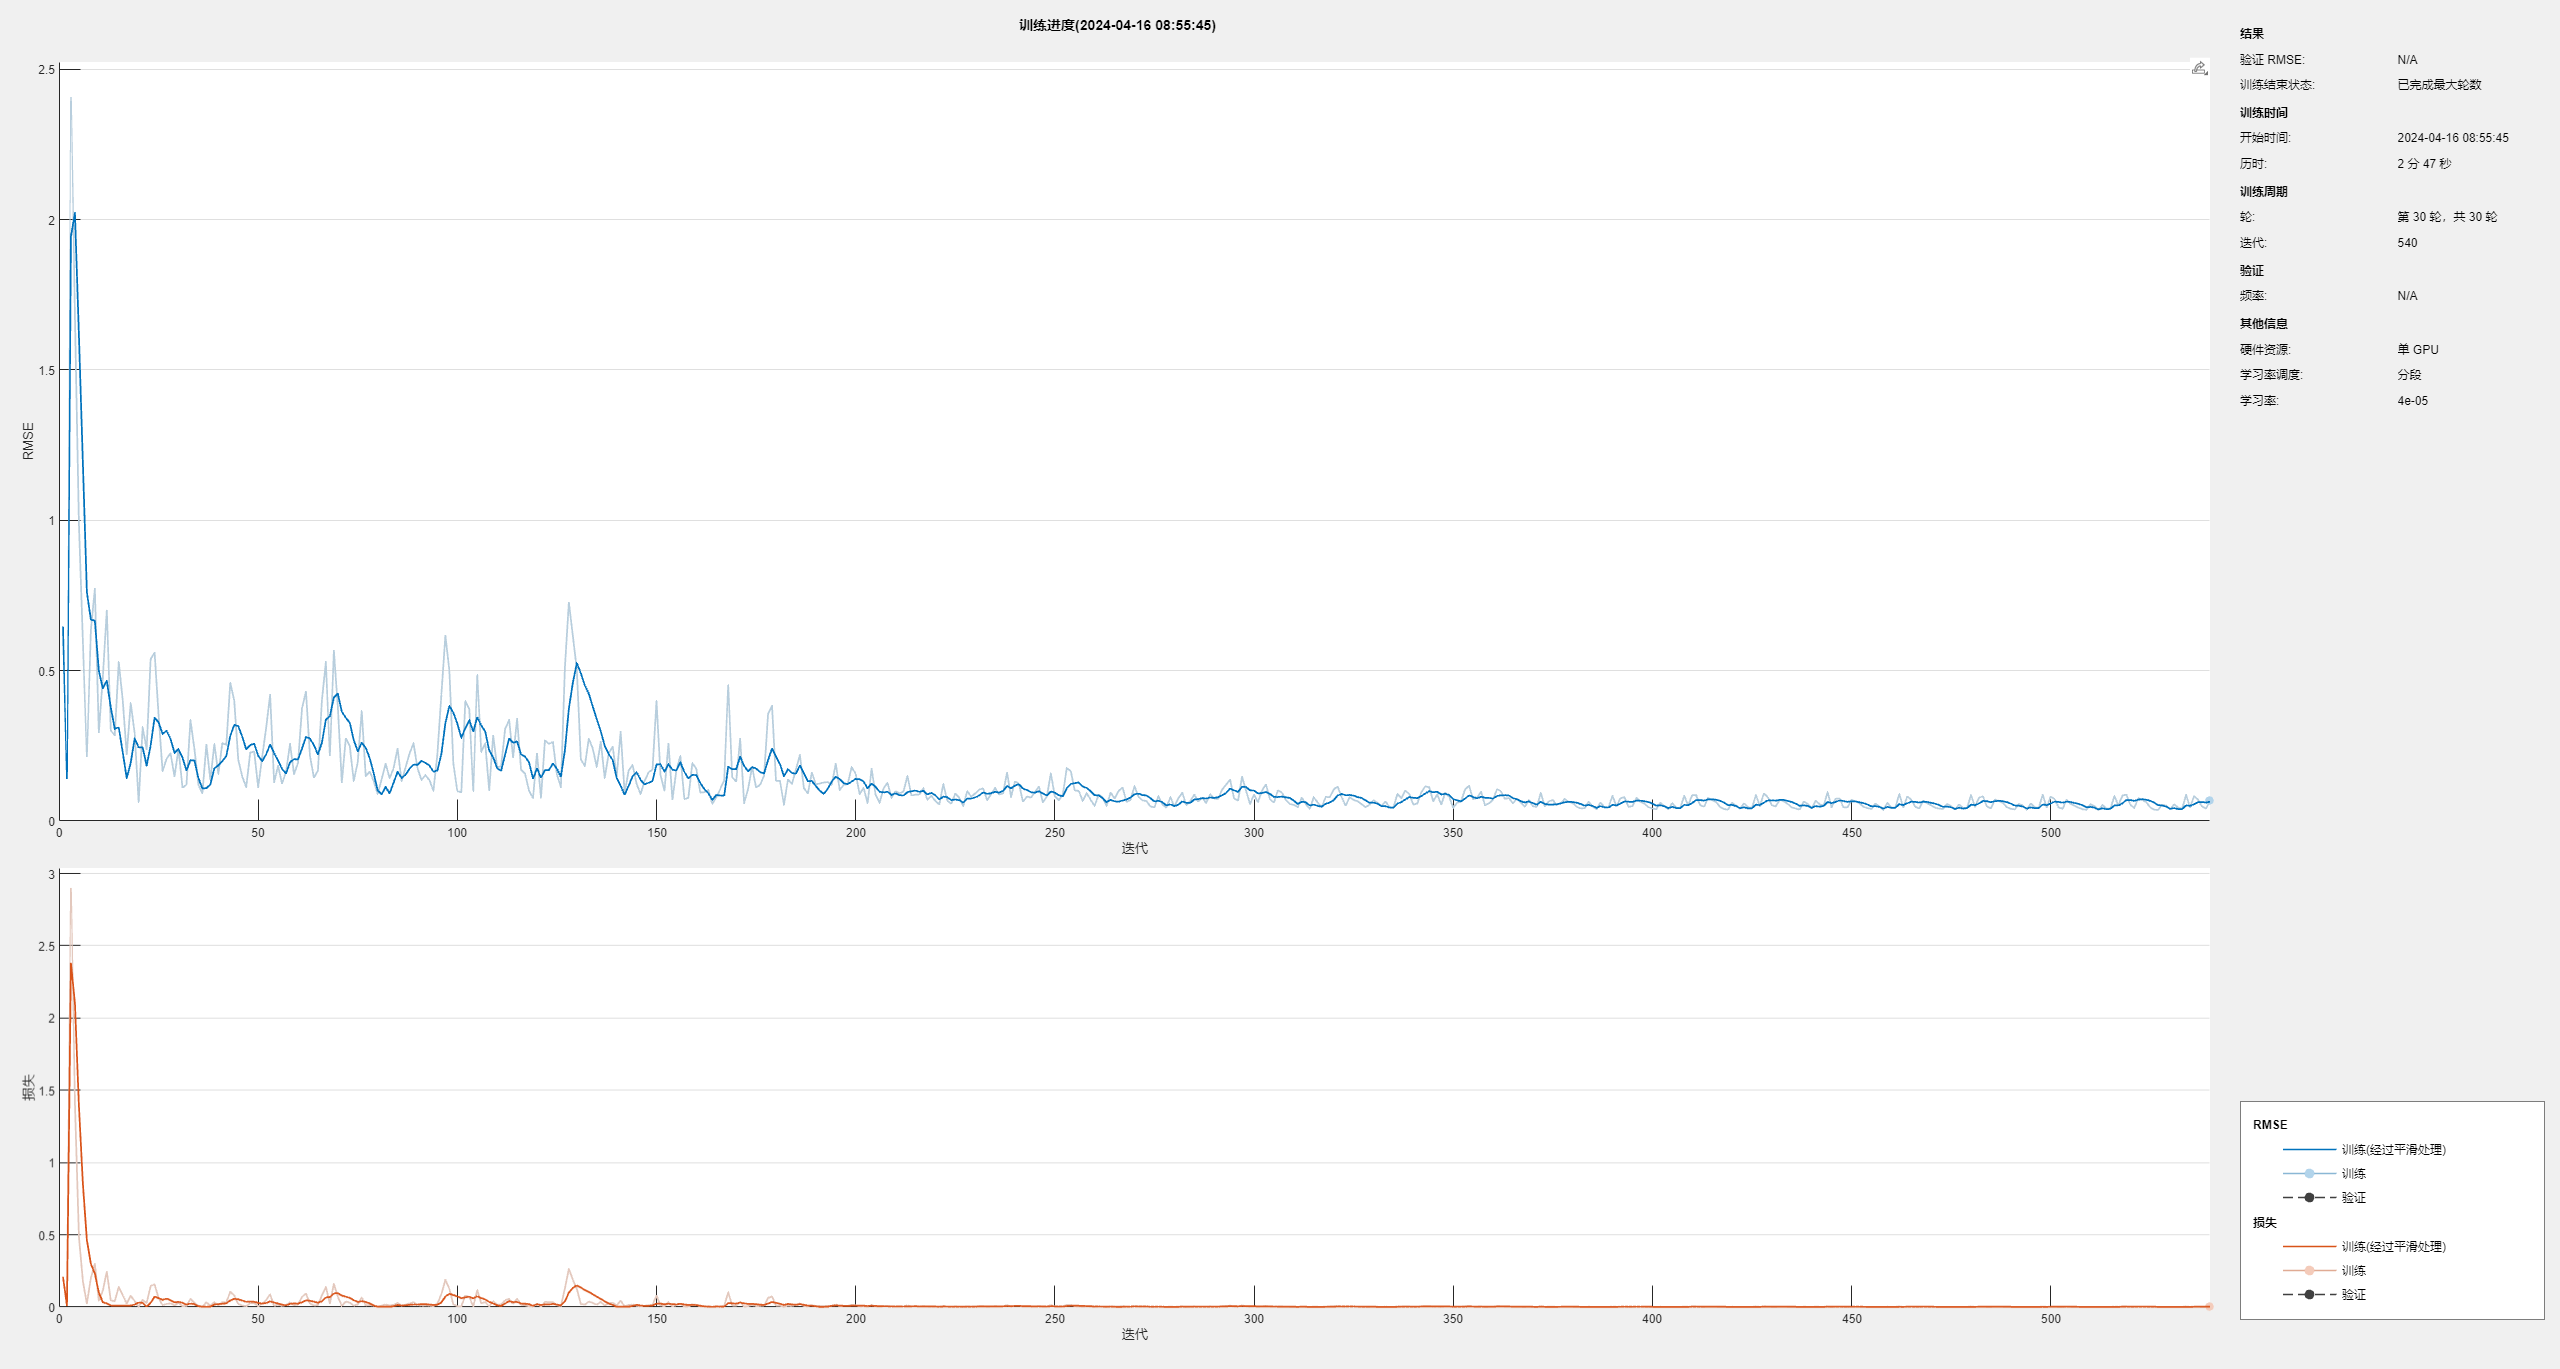 训练进度(2024-04-16 08:55:45)
2.5
2
1.5
1
0.5
0
RMSE
0 50 100 150 200 250 300 350 400 450 500
迭代
3
2.5
2
1.5
1
0.5
0
损失
0 50 100 150 200 250 300 350 400 450 500
迭代
结果
验证 RMSE: N/A
训练结束状态: 已完成最大轮数
训练时间
开始时间: 2024-04-16 08:55:45
历时: 2 分 47 秒
训练周期
轮: 第 30 轮，共 30 轮
迭代: 540
验证
频率: N/A
其他信息
硬件资源: 单 GPU
学习率调度: 分段
学习率: 4e-05
RMSE
训练(经过平滑处理)
训练
验证
损失
训练(经过平滑处理)
训练
验证